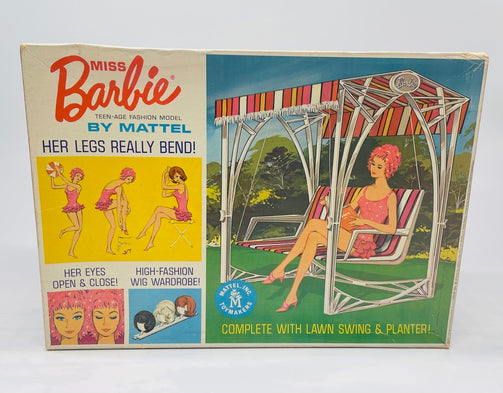 MISS
Barbie®
TEEN-AGE FASHION MODEL
BY MATTEL
HER LEGS REALLY BEND!
HER EYES
OPEN & CLOSE!
HIGH-FASHION
WIG WARDROBE!
MATTEL, INC.
TOYMAKERS
M
COMPLETE WITH LAWN SWING & PLANTER!